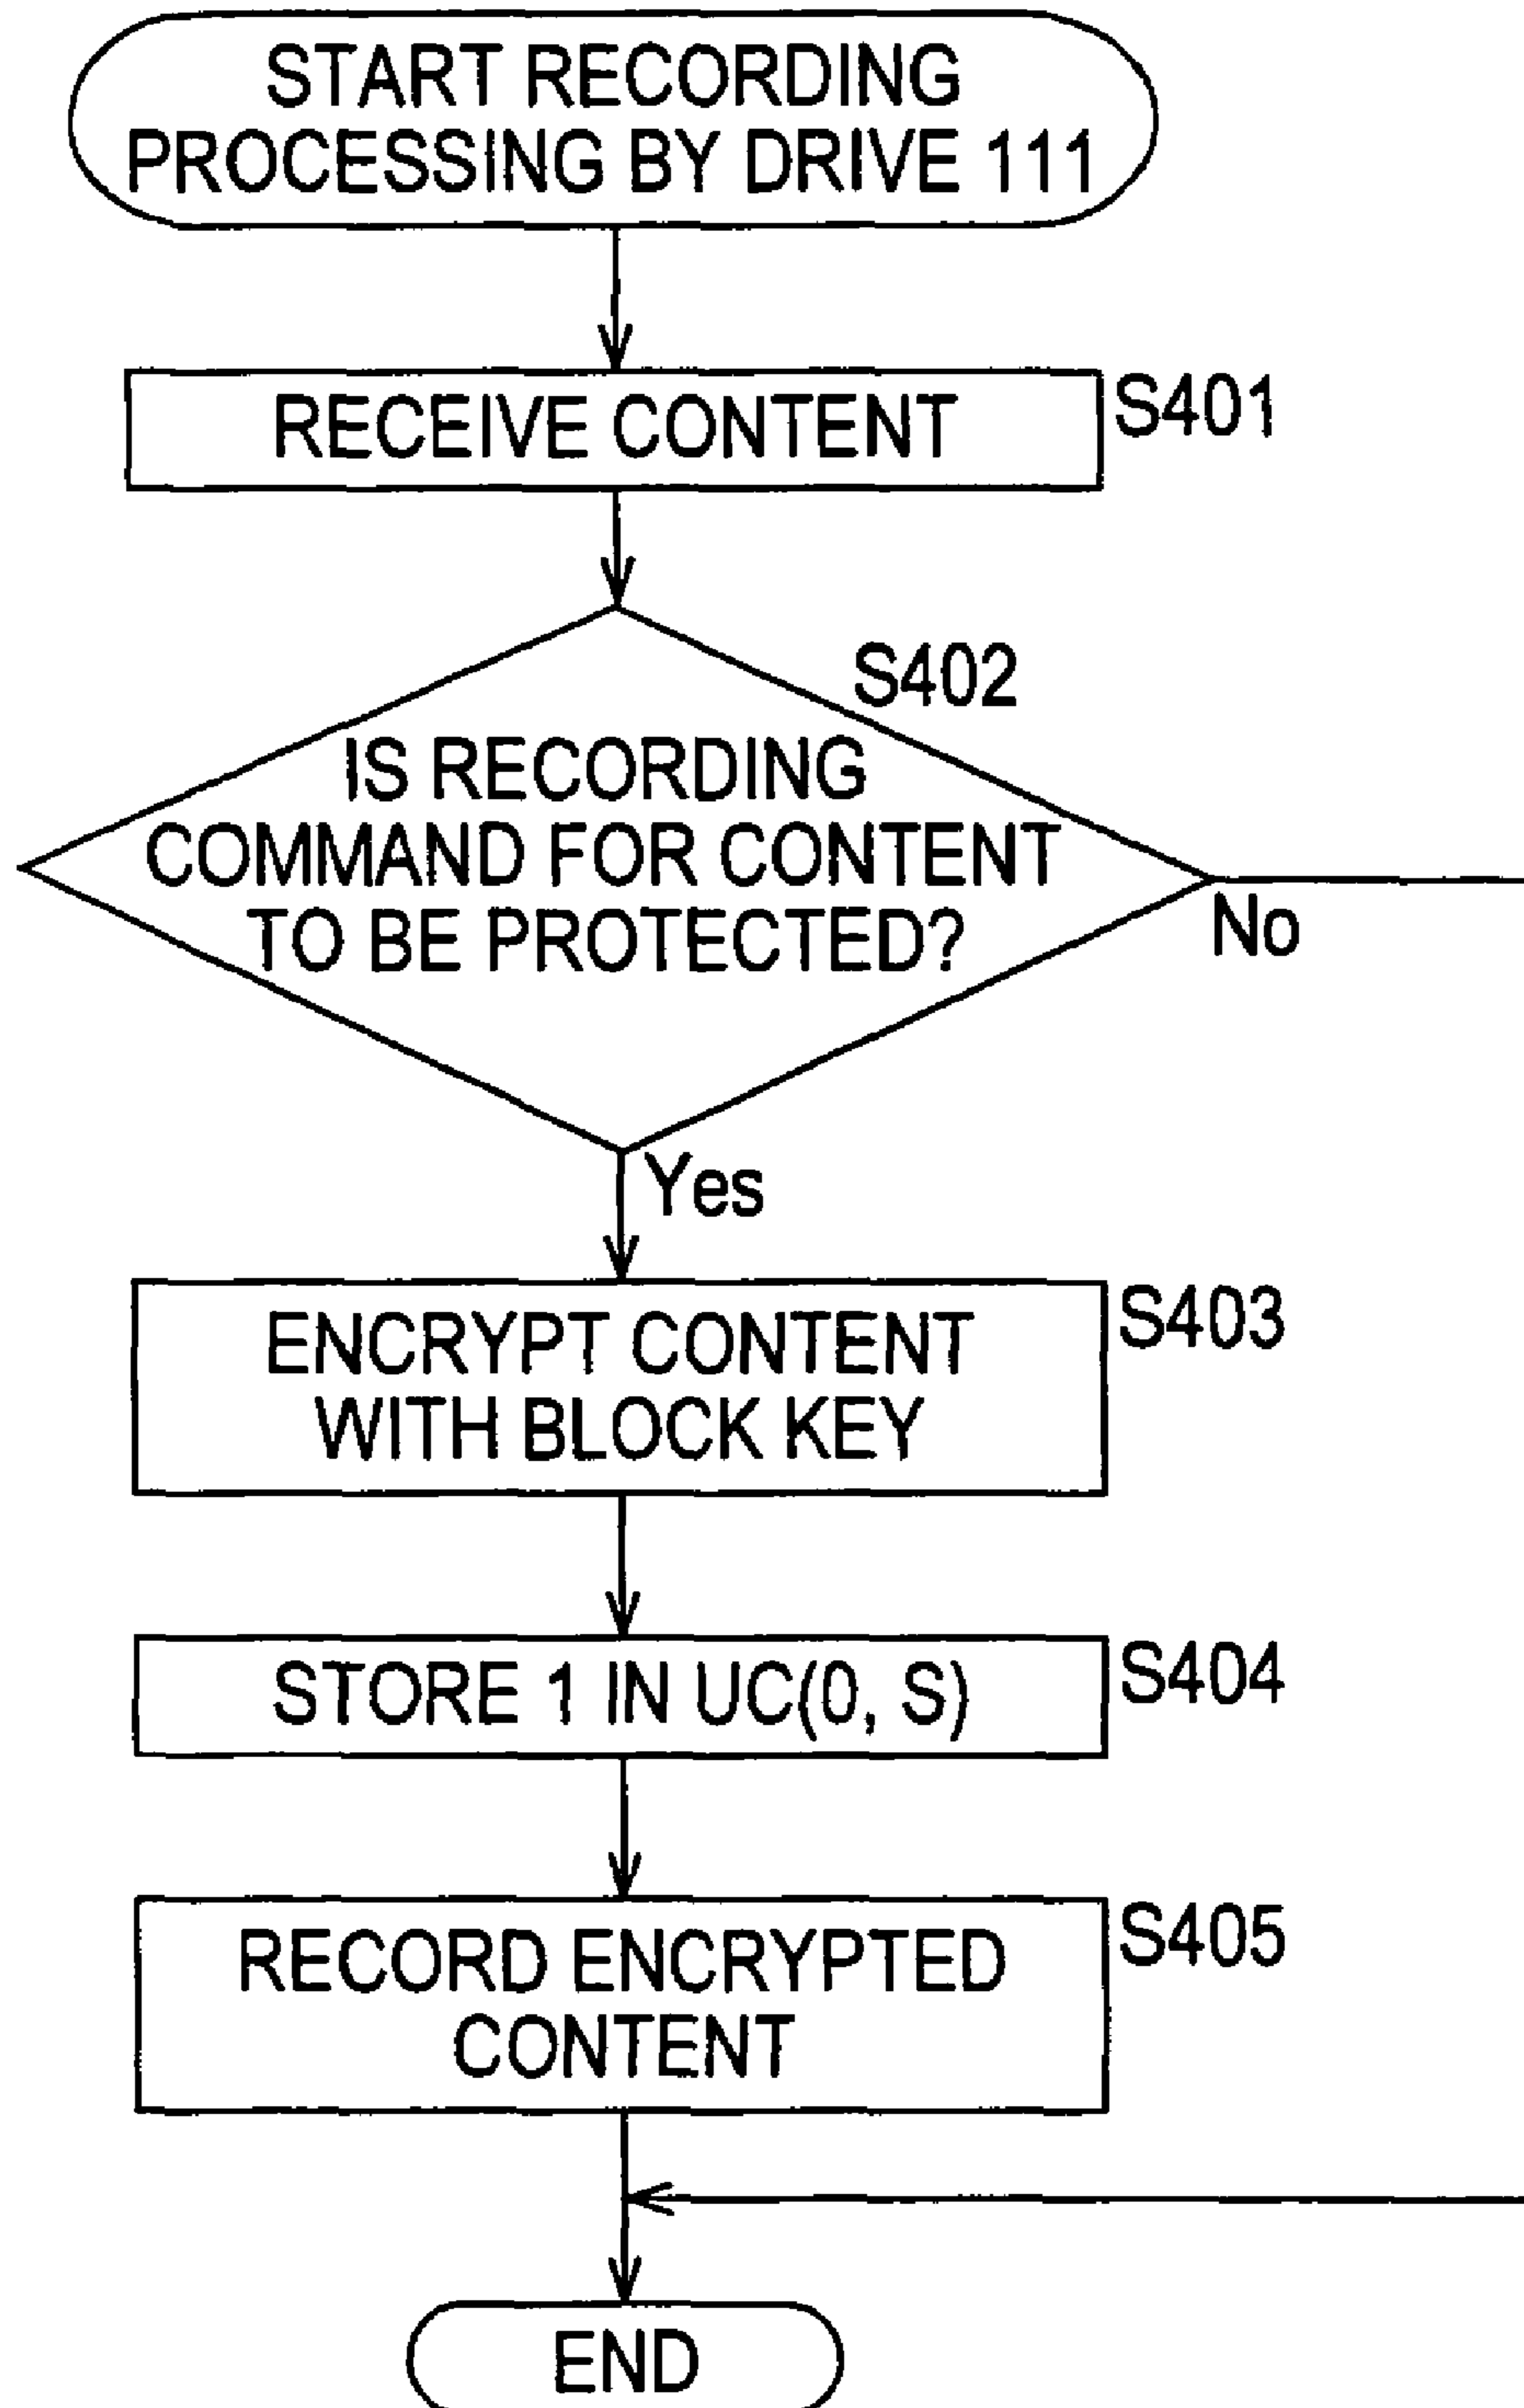 START RECORDING
PROCESSING BY DRIVE 111
RECEIVE CONTENT
S401
S402
IS RECORDING
COMMAND FOR CONTENT
TO BE PROTECTED?
No
Yes
ENCRYPT CONTENT
WITH BLOCK KEY
S403
STORE 1 IN UC(0, S)
S404
RECORD ENCRYPTED
CONTENT
S405
END